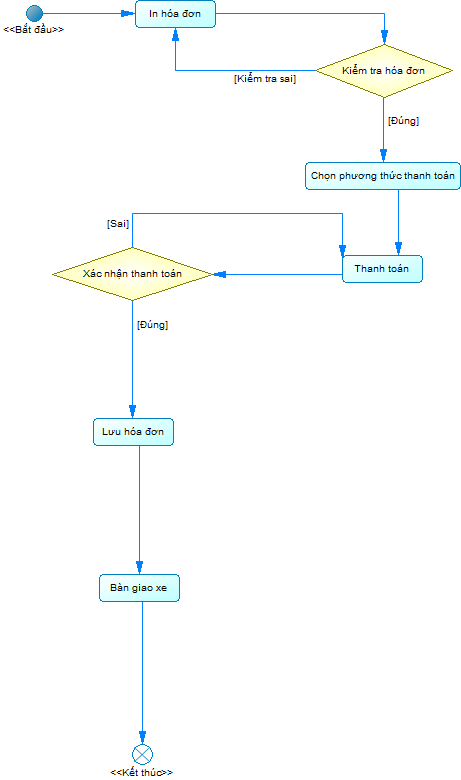 In hóa đơn
<<Bắt đầu>>
Kiểm tra hóa đơn
[Kiểm tra sai]
[Đúng]
Chọn phương thức thanh toán
[Sai]
Thanh toán
Xác nhận thanh toán
[Đúng]
Lưu hóa đơn
Bàn giao xe
<<Kết thúc>>